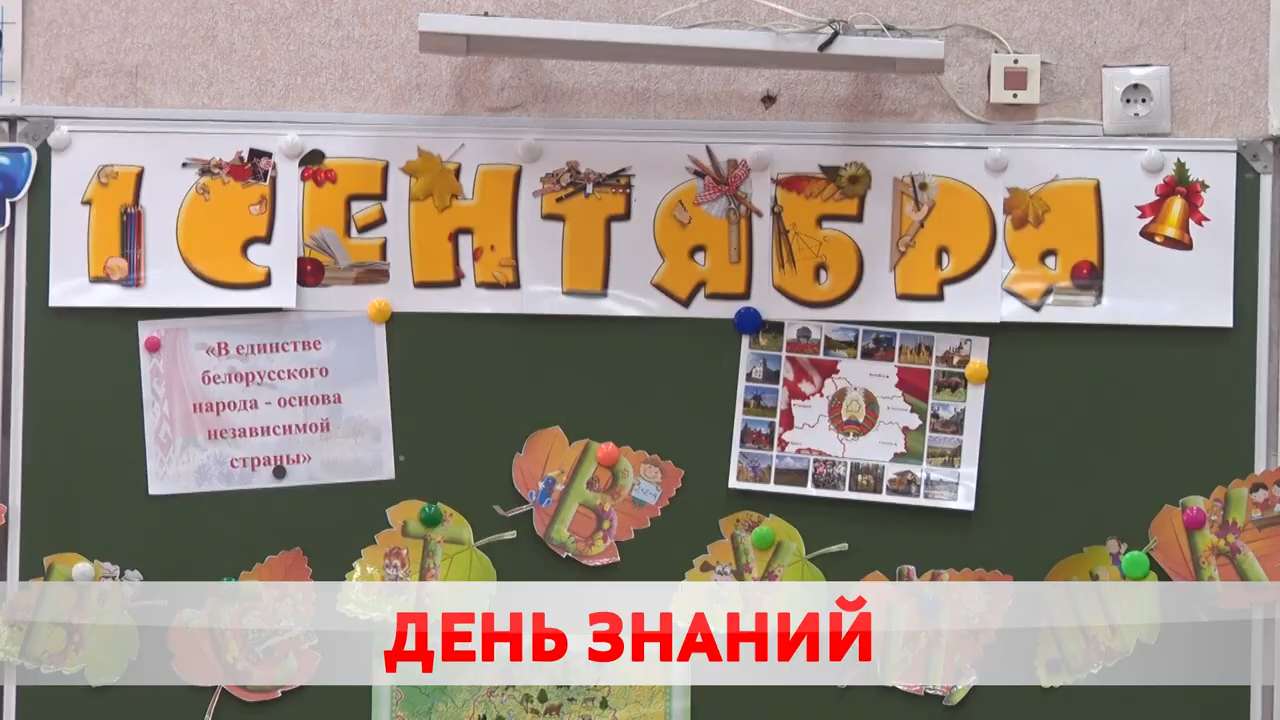 1 СЕНТЯБРЯ
«В единстве
белорусского
народа - основа
независимой
страны»
В
ДЕНЬ ЗНАНИЙ